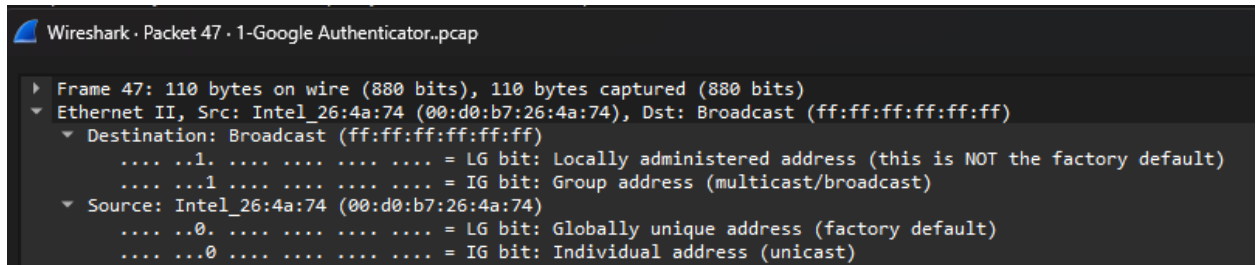 Wireshark · Packet 47 · 1-Google Authenticator..pcap
Frame 47: 110 bytes on wire (880 bits), 110 bytes captured (880 bits)
Ethernet II, Src: Intel_26:4a:74 (00:d0:b7:26:4a:74), Dst: Broadcast (ff:ff:ff:ff:ff:ff)
Destination: Broadcast (ff:ff:ff:ff:ff:ff)
.... ..1. .... .... .... .... = LG bit: Locally administered address (this is NOT the factory default)
.... ...1 .... .... .... .... = IG bit: Group address (multicast/broadcast)
Source: Intel_26:4a:74 (00:d0:b7:26:4a:74)
.... ..0. .... .... .... .... = LG bit: Globally unique address (factory default)
.... ...0 .... .... .... .... = IG bit: Individual address (unicast)